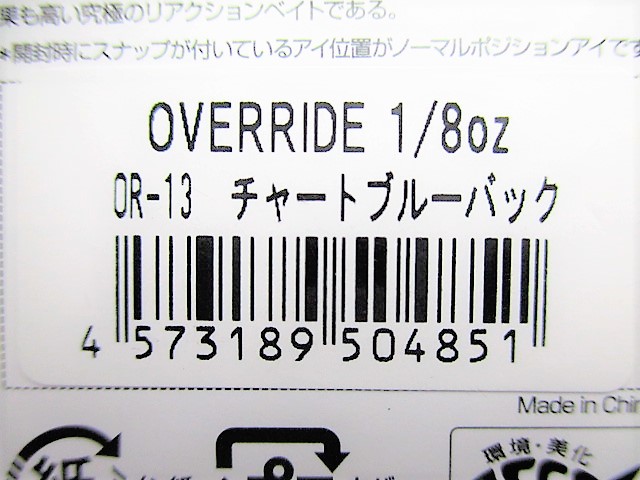 も高い究極のリアクションベイトである。
*開封時にスナップが付いているアイ位置がノーマルポジションアイで
OVERRIDE 1/8oz
OR-13 チャートブルーバック
4 573189 504851
Made in Chin
環境・美化
紙